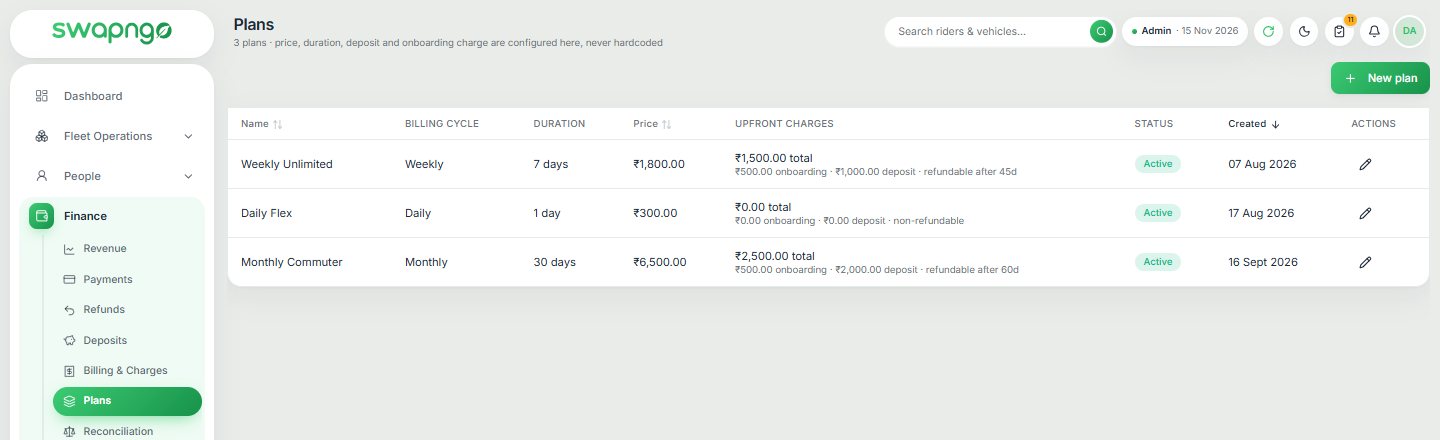 swapngo
Plans
3 plans · price, duration, deposit and onboarding charge are configured here, never hardcoded
Search riders & vehicles...
Admin · 15 Nov 2026
11
DA
New plan
Dashboard
Fleet Operations
People
Finance
Revenue
Payments
Refunds
Deposits
Billing & Charges
Plans
Reconciliation
Name BILLING CYCLE DURATION Price UPFRONT CHARGES STATUS Created ACTIONS
Weekly Unlimited Weekly 7 days ₹1,800.00 ₹1,500.00 total Active 07 Aug 2026
₹500.00 onboarding · ₹1,000.00 deposit · refundable after 45d
Daily Flex Daily 1 day ₹300.00 ₹0.00 total Active 17 Aug 2026
₹0.00 onboarding · ₹0.00 deposit · non-refundable
Monthly Commuter Monthly 30 days ₹6,500.00 ₹2,500.00 total Active 16 Sept 2026
₹500.00 onboarding · ₹2,000.00 deposit · refundable after 60d